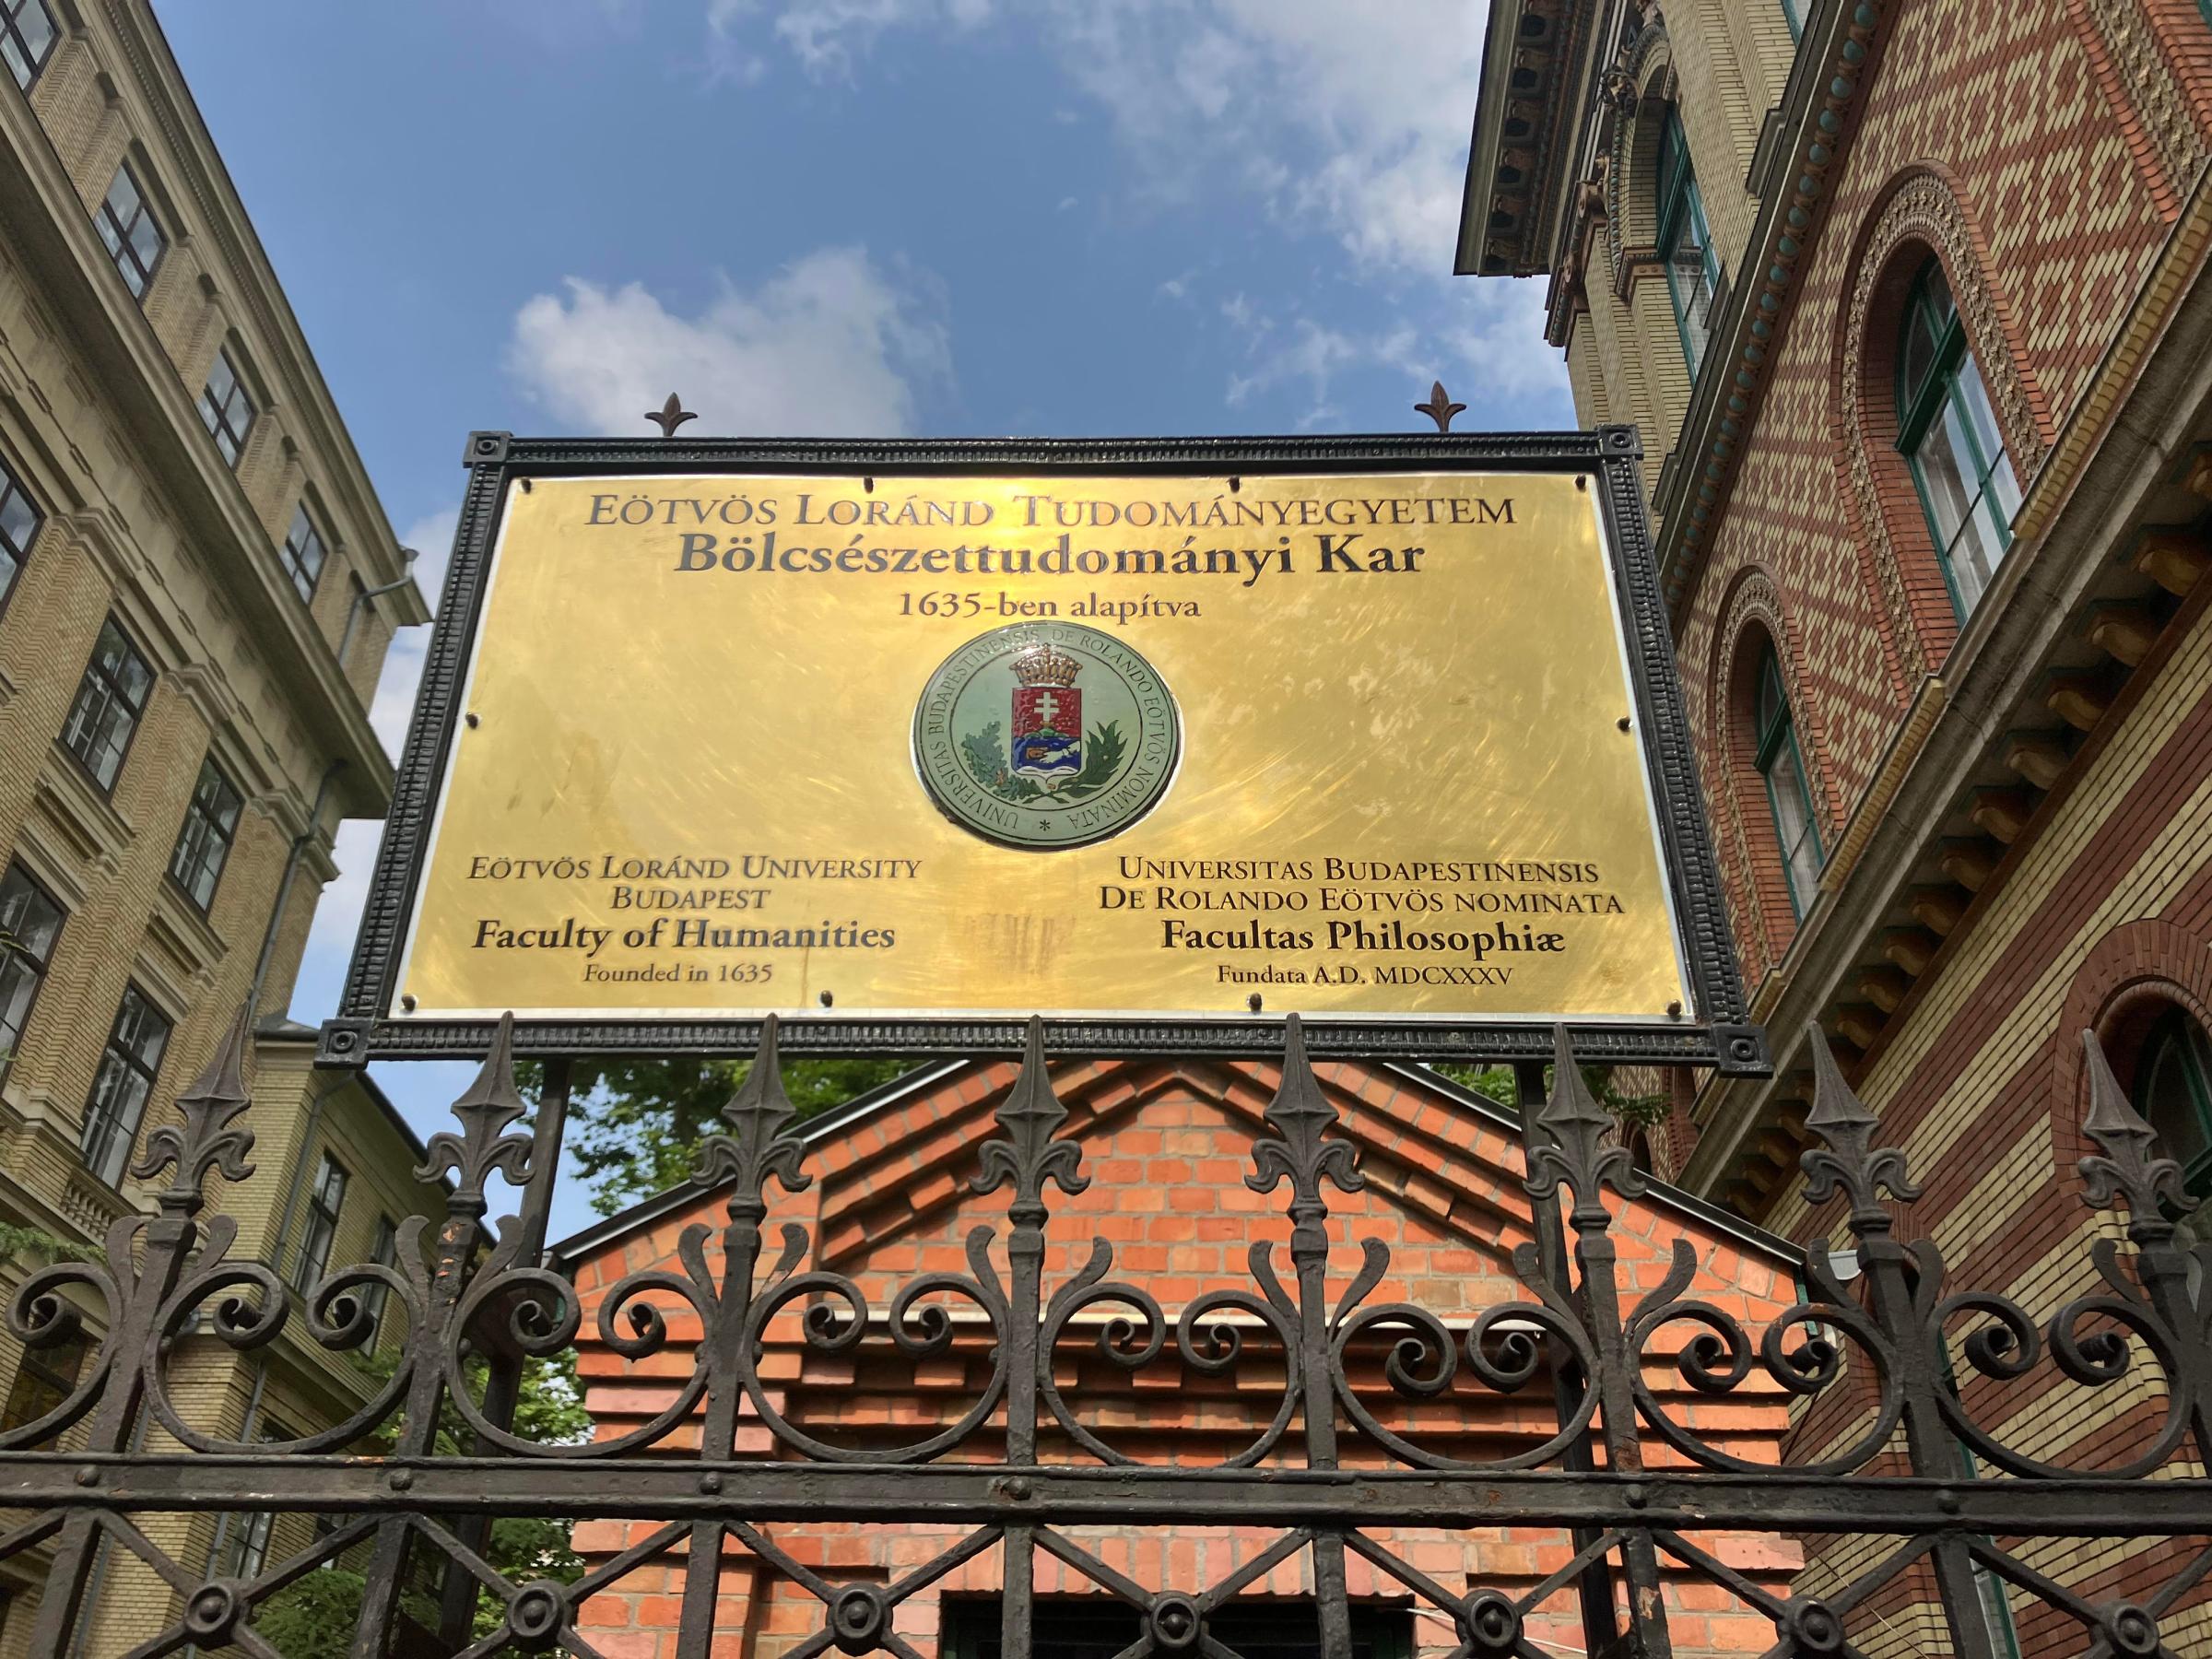 EÖTVÖS LORÁND TUDOMÁNYEGYETEM
Bölcsészettudományi Kar
1635-ben alapítva
UNIVERSITAS BUDAPESTINENSIS DE ROLANDO EÖTVÖS NOMINATA *
EÖTVÖS LORÁND UNIVERSITY
BUDAPEST
Faculty of Humanities
Founded in 1635
UNIVERSITAS BUDAPESTINENSIS
DE ROLANDO EÖTVÖS NOMINATA
Facultas Philosophiæ
Fundata A.D. MDCXXXV